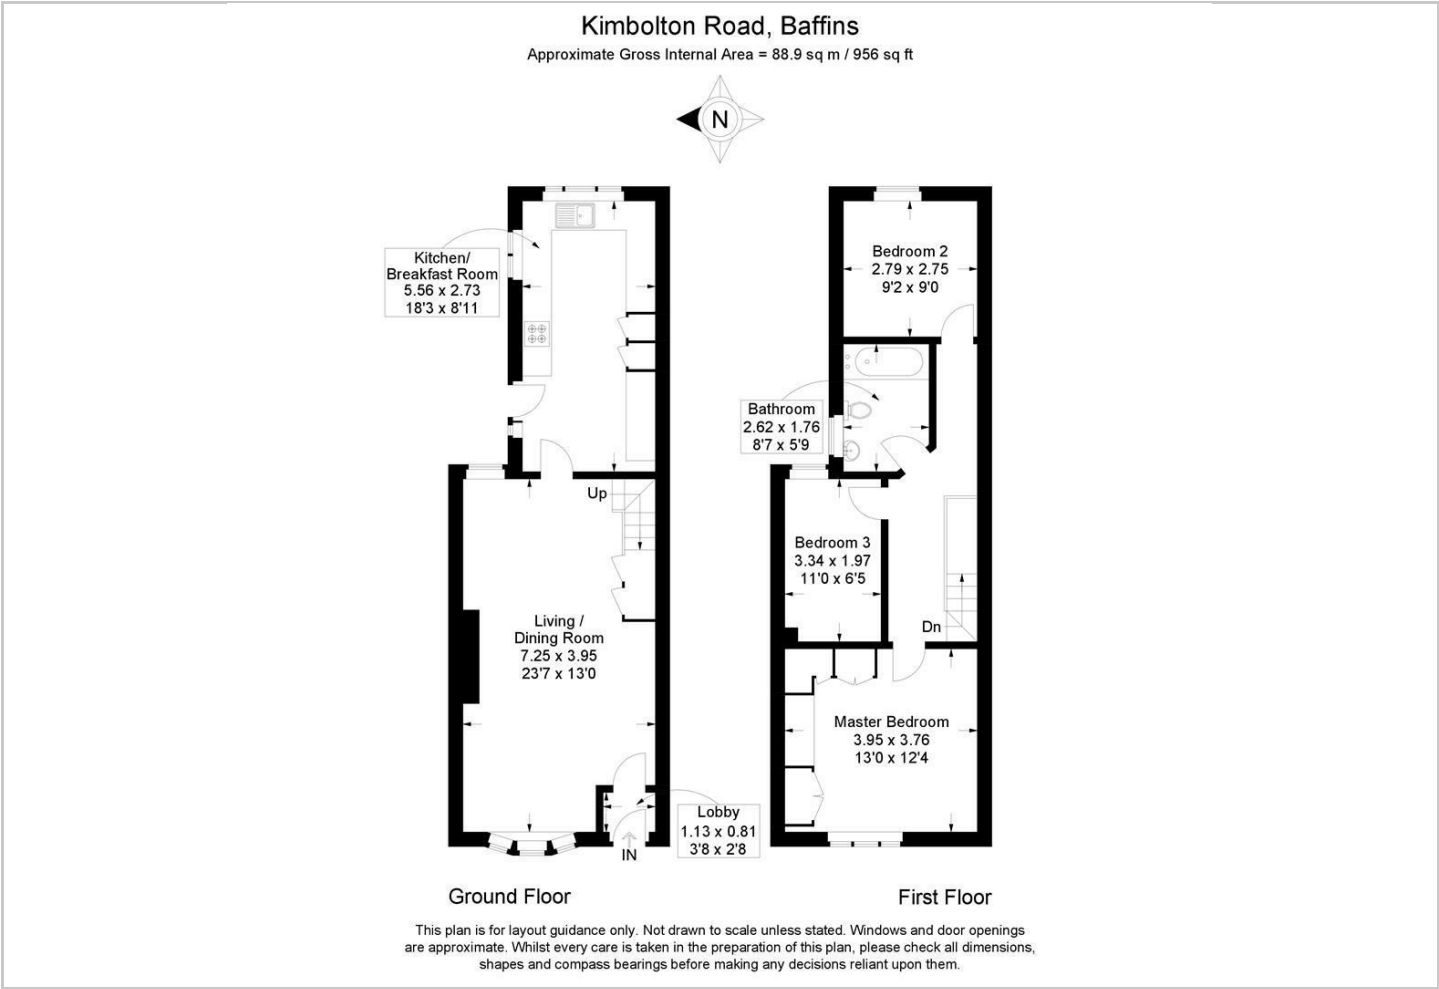 Kimbolton Road, Baffins
Approximate Gross Internal Area = 88.9 sq m / 956 sq ft
N
Kitchen/
Breakfast Room
5.56 x 2.73
18'3 x 8'11
Up
Living /
Dining Room
7.25 x 3.95
23'7 x 13'0
Lobby
1.13 x 0.81
3'8 x 2'8
IN
Ground Floor
Bedroom 2
2.79 x 2.75
9'2 x 9'0
Bathroom
2.62 x 1.76
8'7 x 5'9
Bedroom 3
3.34 x 1.97
11'0 x 6'5
Dn
Master Bedroom
3.95 x 3.76
13'0 x 12'4
First Floor
This plan is for layout guidance only. Not drawn to scale unless stated. Windows and door openings
are approximate. Whilst every care is taken in the preparation of this plan, please check all dimensions,
shapes and compass bearings before making any decisions reliant upon them.